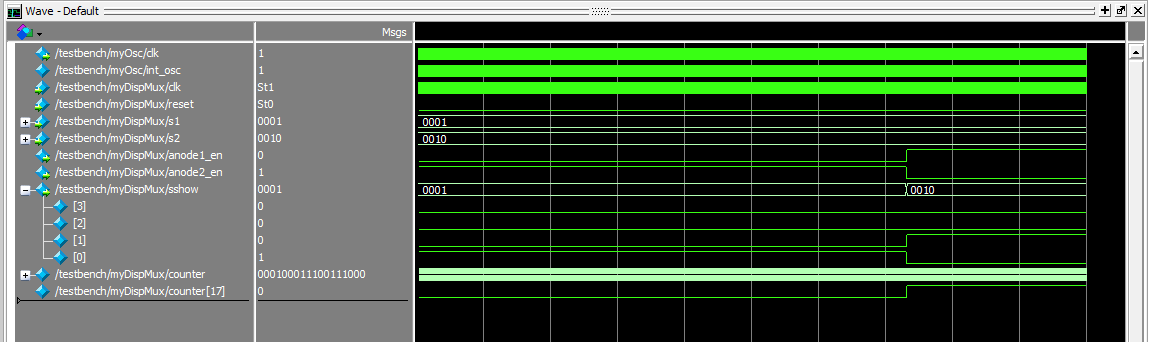 Wave - Default
Msgs
/testbench/myOsc/clk 1
/testbench/myOsc/int_osc 1
/testbench/myDispMux/clk St1
/testbench/myDispMux/reset St0
/testbench/myDispMux/s1 0001 0001
/testbench/myDispMux/s2 0010 0010
/testbench/myDispMux/anode1_en 0
/testbench/myDispMux/anode2_en 1
/testbench/myDispMux/sshow 0001 0001 0010
[3] 0
[2] 0
[1] 0
[0] 1
/testbench/myDispMux/counter 000100011100111000
/testbench/myDispMux/counter[17] 0